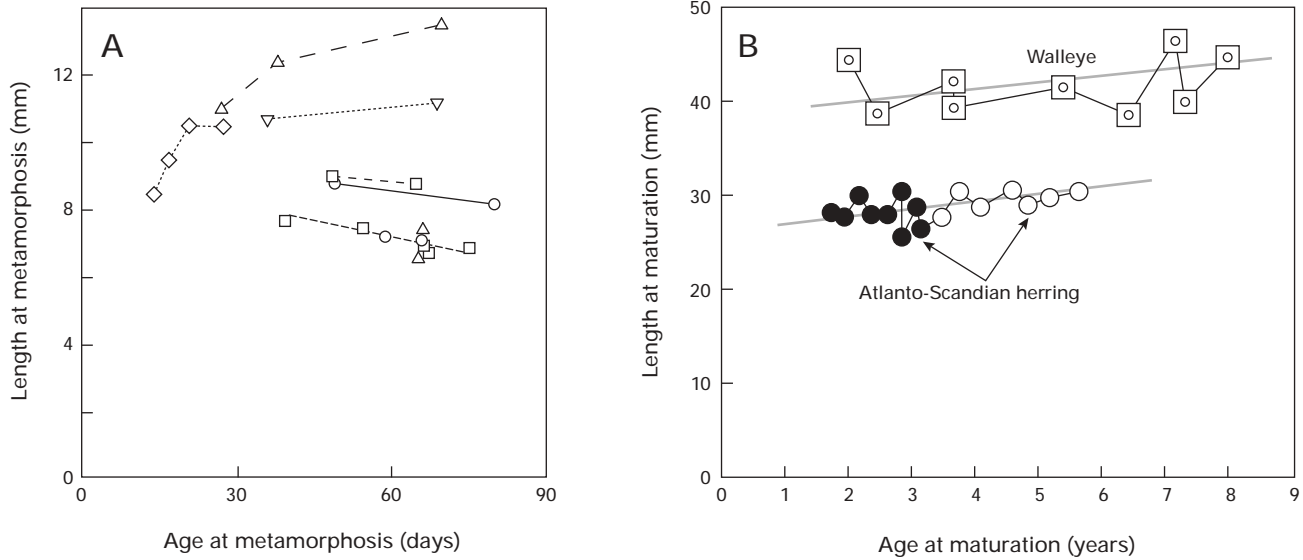 A
Length at metamorphosis (mm)
12
8
4
0
0 30 60 90
Age at metamorphosis (days)
B
Length at maturation (mm)
50
40
30
20
10
0
Walleye
Atlanto-Scandian herring
0 1 2 3 4 5 6 7 8 9
Age at maturation (years)